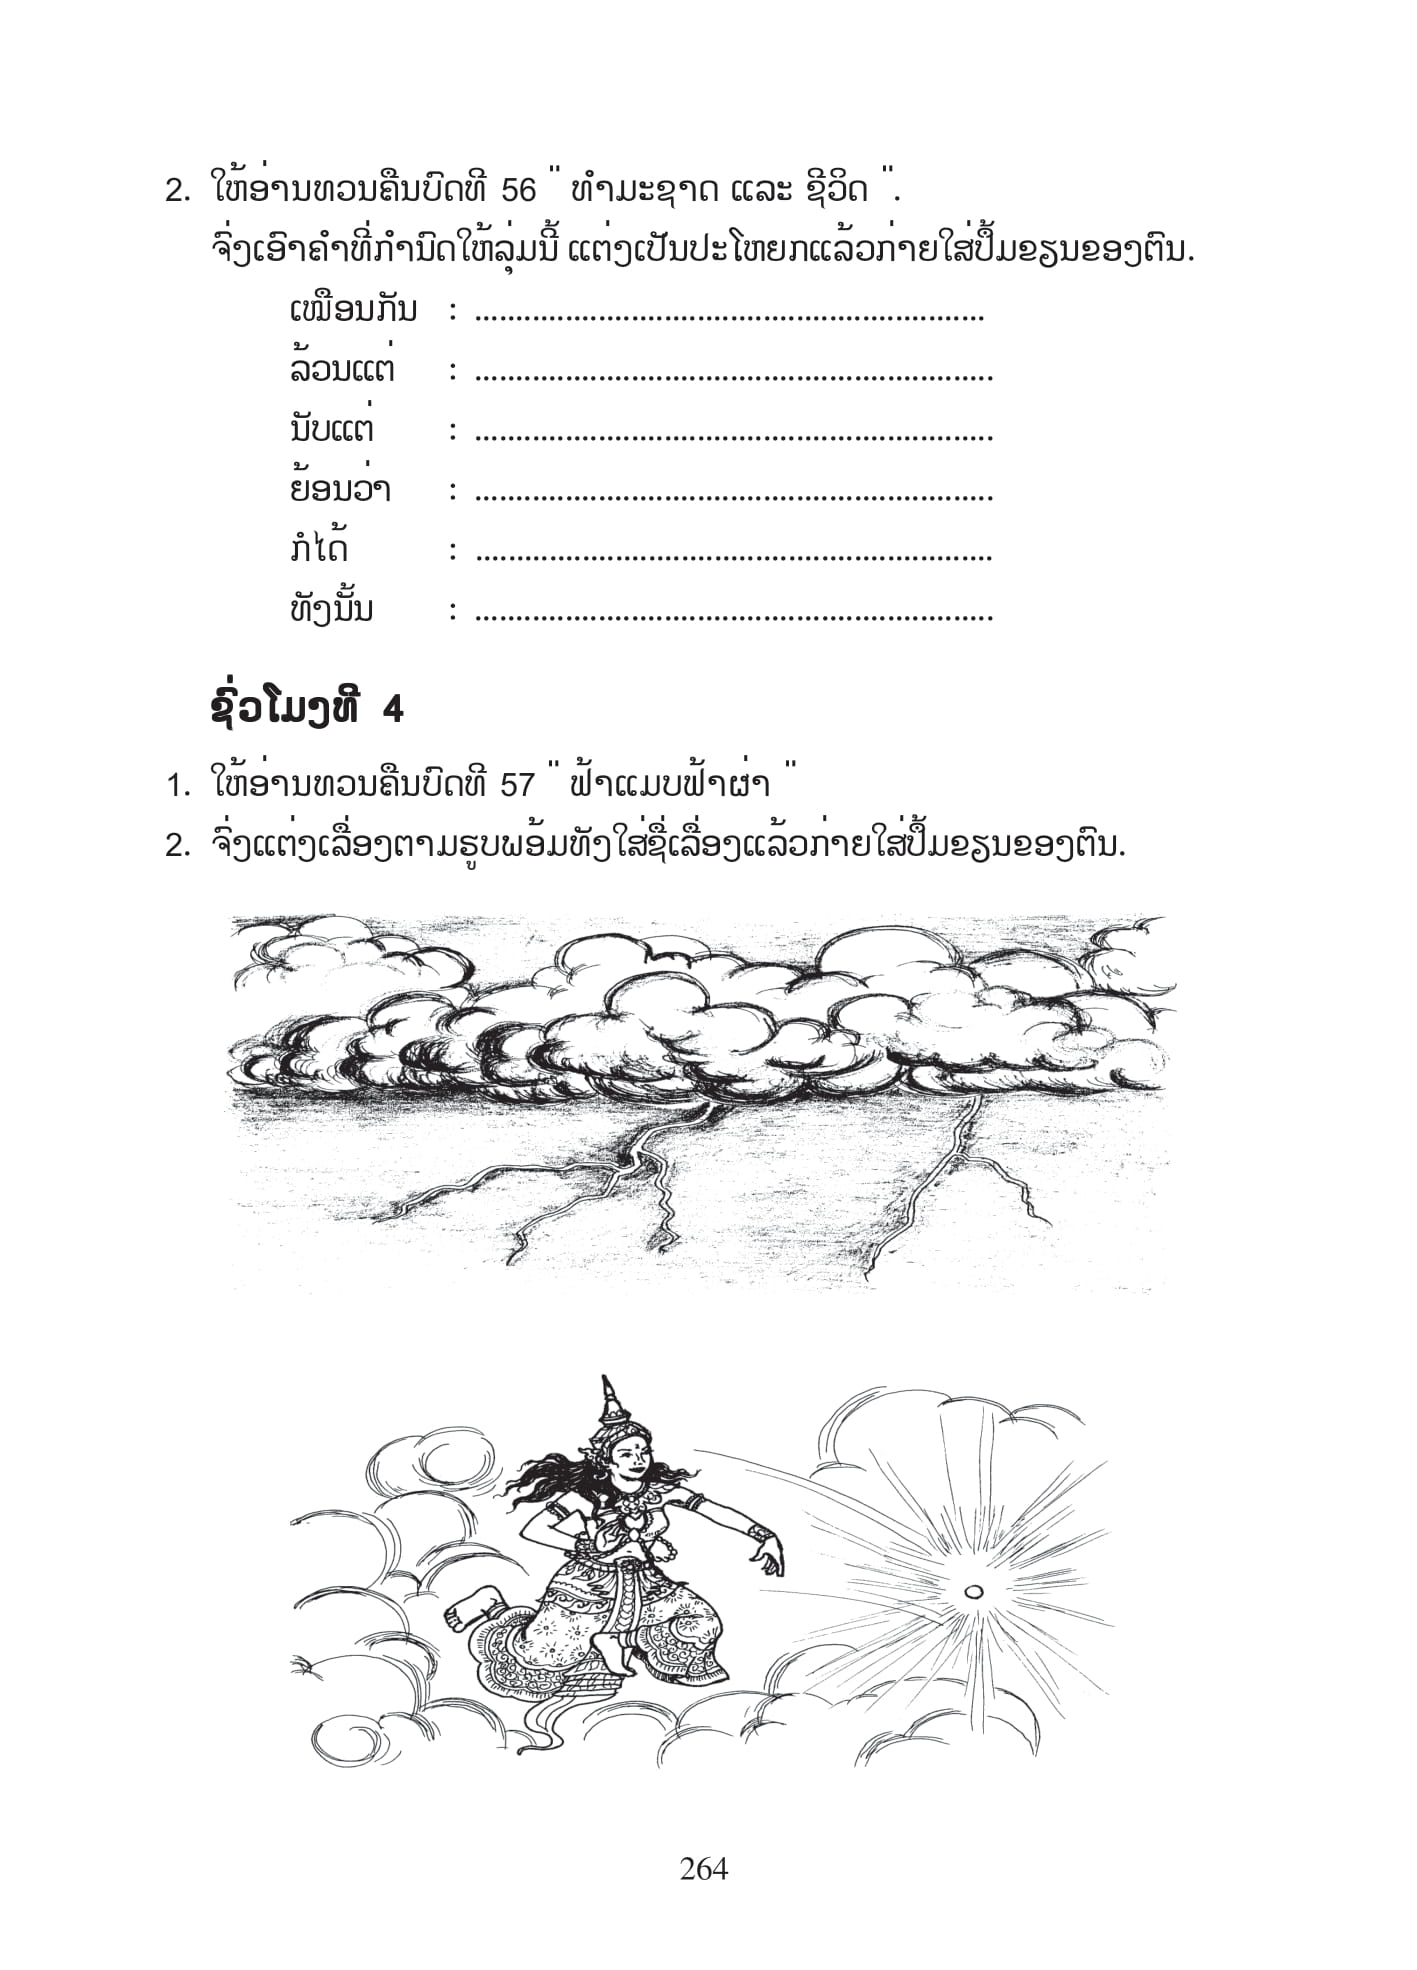 2. ໃຫ້ອ່ານທວນຄືນບົດທີ 56 " ທຳມະຊາດ ແລະ ຊີວິດ ".
ຈົ່ງເອົາຄຳທີ່ກຳນົດໃຫ້ລຸ່ມນີ້ ແຕ່ງເປັນປະໂຫຍກແລ້ວກ່າຍໃສ່ປຶ້ມຂຽນຂອງຕົນ.
ເໝືອນກັນ : ..............................................................
ລ້ວນແຕ່ : ...............................................................
ນັບແຕ່ : ...............................................................
ຍ້ອນວ່າ : ...............................................................
ກໍໄດ້ : ...............................................................
ທັງນັ້ນ : ...............................................................
ຊົ່ວໂມງທີ 4
1. ໃຫ້ອ່ານທວນຄືນບົດທີ 57 " ຟ້າແມບຟ້າຜ່າ "
2. ຈົ່ງແຕ່ງເລື່ອງຕາມຮູບພອ້ມທັງໃສ່ຊື່ເລື່ອງແລ້ວກ່າຍໃສ່ປຶ້ມຂຽນຂອງຕົນ.
264